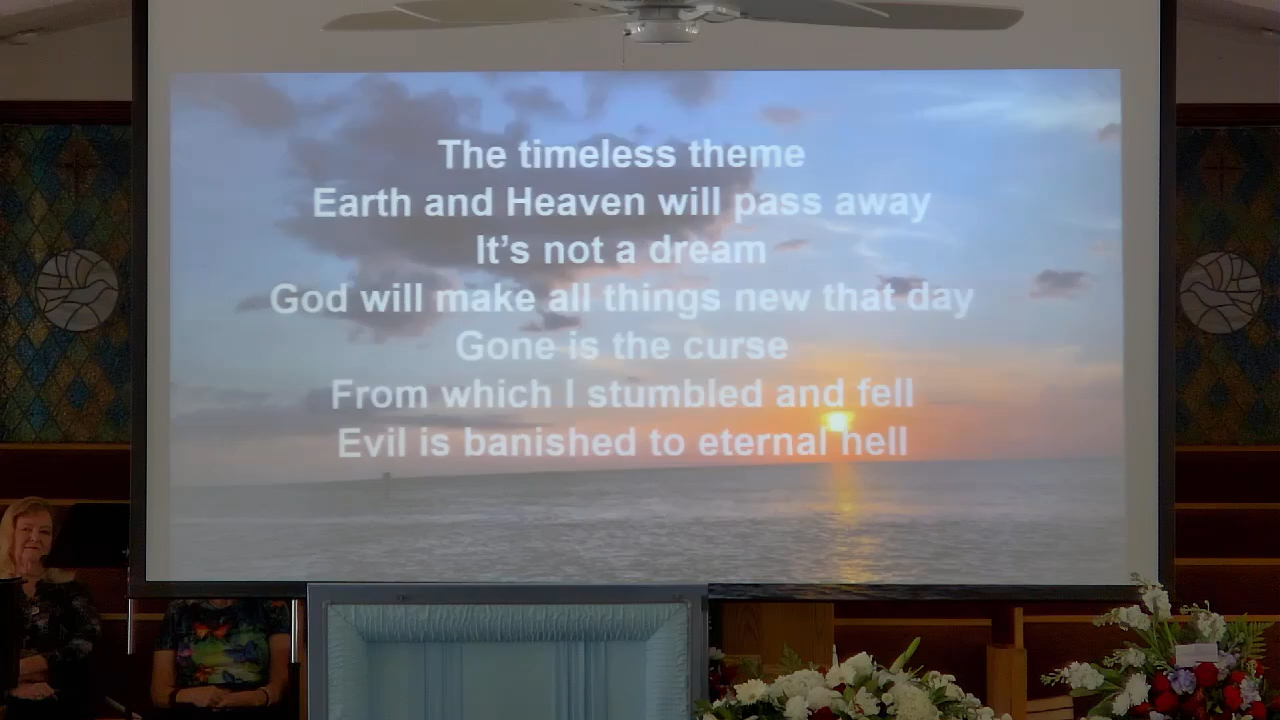 The timeless theme
Earth and Heaven will pass away
It's not a dream
God will make all things new that day
Gone is the curse
From which I stumbled and fell
Evil is banished to eternal hell